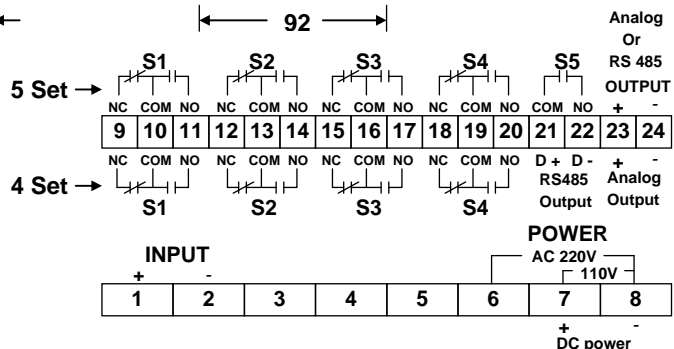 92
Analog
Or
RS 485
OUTPUT
S1 S2 S3 S4 S5
5 Set
NC COM NO NC COM NO NC COM NO NC COM NO COM NO + -
9 10 11 12 13 14 15 16 17 18 19 20 21 22 23 24
NC COM NO NC COM NO NC COM NO NC COM NO D + D - + -
4 Set
S1 S2 S3 S4
RS485 Analog
Output Output
POWER
INPUT
AC 220V
110V
+ -
1 2 3 4 5 6 7 8
+ -
DC power